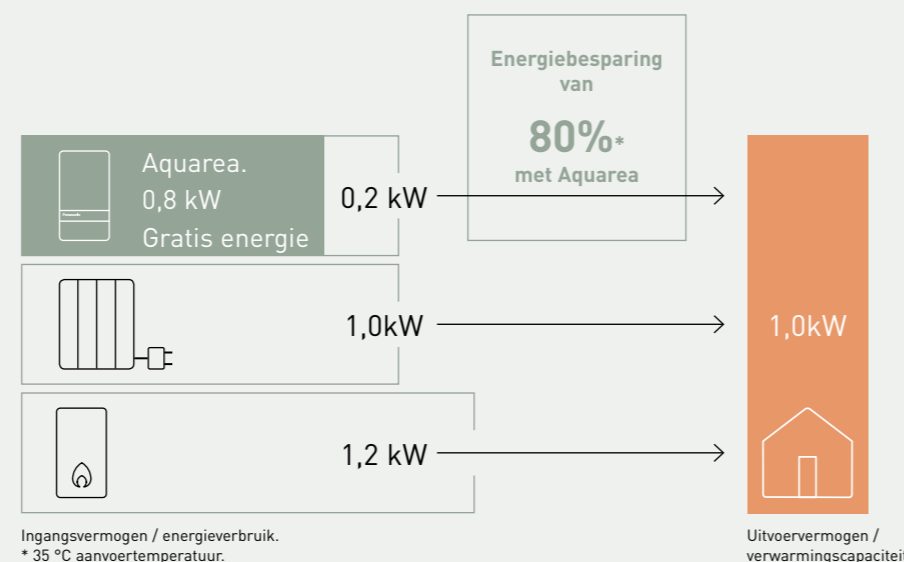 Energiebesparing
van
80%*
met Aquarea
Aquarea.
0,8 kW
Gratis energie
0,2 kW
1,0kW
1,2 kW
1,0kW
Ingangsvermogen / energieverbruik.
* 35 °C aanvoertemperatuur.
Uitvoervermogen /
verwarmingscapaciteit